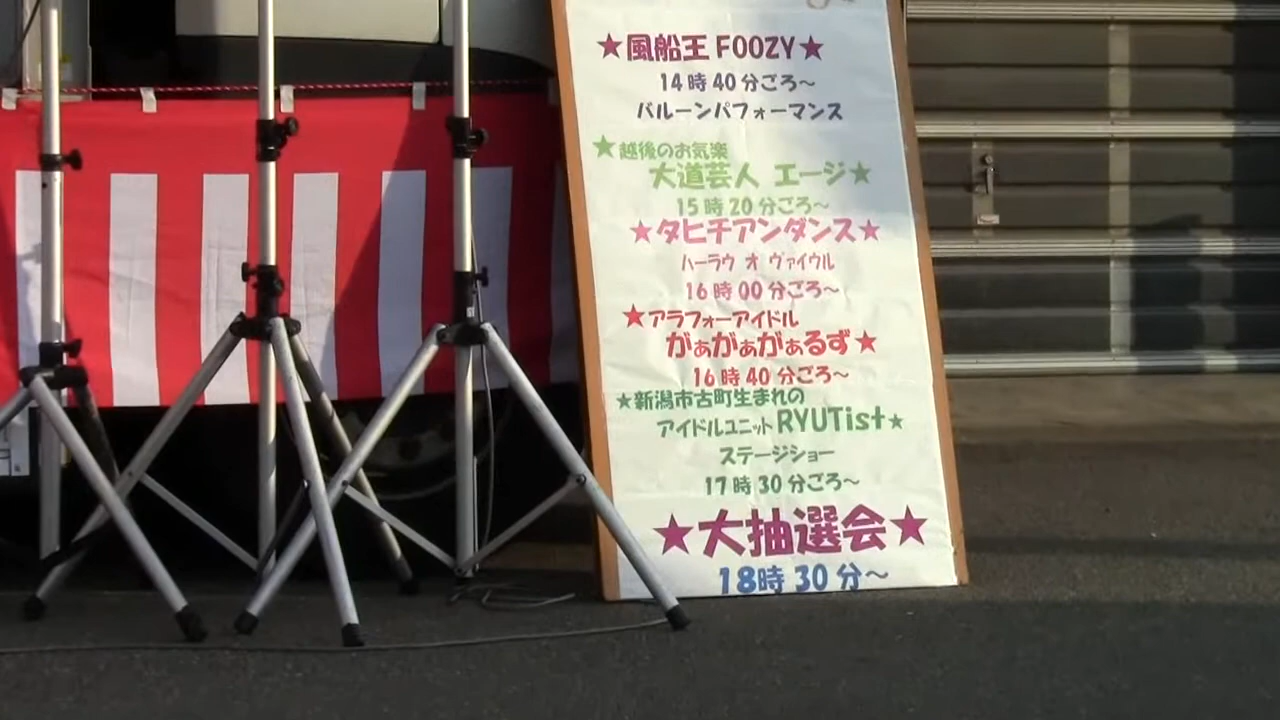 ★風船王 FOOZY★
14時40分ごろ～
バルーンパフォーマンス
★越後のお気楽
大道芸人 エージ★
15時20分ごろ～
★タヒチアンダンス★
ハーラウ オ ヴァイウル
16時00分ごろ～
★アラフォーアイドル
がぁがぁがぁるず★
16時40分ごろ～
★新潟市古町生まれの
アイドルユニットRYUTist★
ステージショー
17時30分ごろ～
★大抽選会★
18時30分～